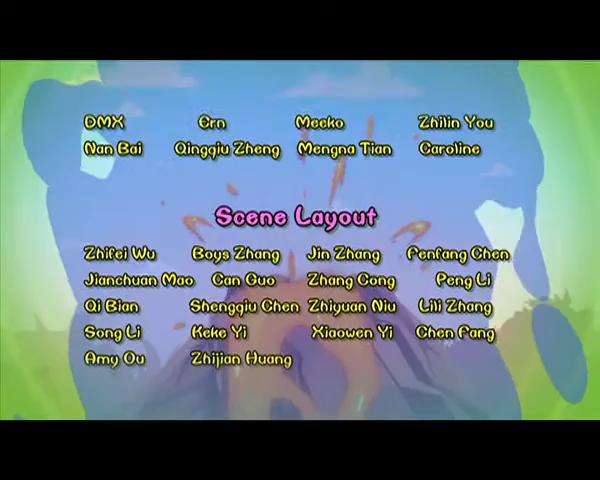 DMX Ern Meeko Zhilin You
Nan Bai Qingqiu Zheng Mengna Tian Caroline
Scene Layout
Zhifei Wu Boys Zhang Jin Zhang Fenfang Chen
Jianchuan Mao Can Guo Zhang Cong Peng Li
Qi Bian Shengqiu Chen Zhiyuan Niu Lili Zhang
Song Li Keke Yi Xiaowen Yi Chen Fang
Amy Ou Zhijian Huang